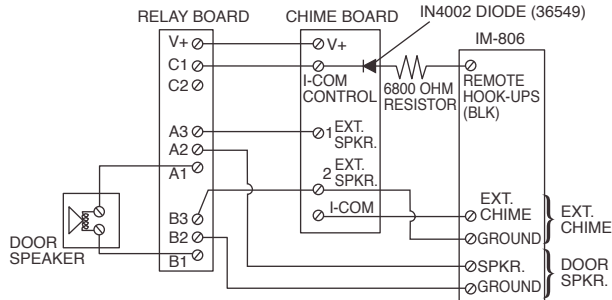 IN4002 DIODE (36549)
RELAY BOARD
CHIME BOARD
IM-806
V+
C1
C2
A3
A2
A1
B3
B2
B1
V+
I-COM
CONTROL
1 EXT.
SPKR.
2 EXT.
SPKR.
I-COM
6800 OHM
RESISTOR
REMOTE
HOOK-UPS
(BLK)
EXT.
CHIME
GROUND
SPKR.
GROUND
EXT.
CHIME
DOOR
SPKR.
DOOR
SPEAKER